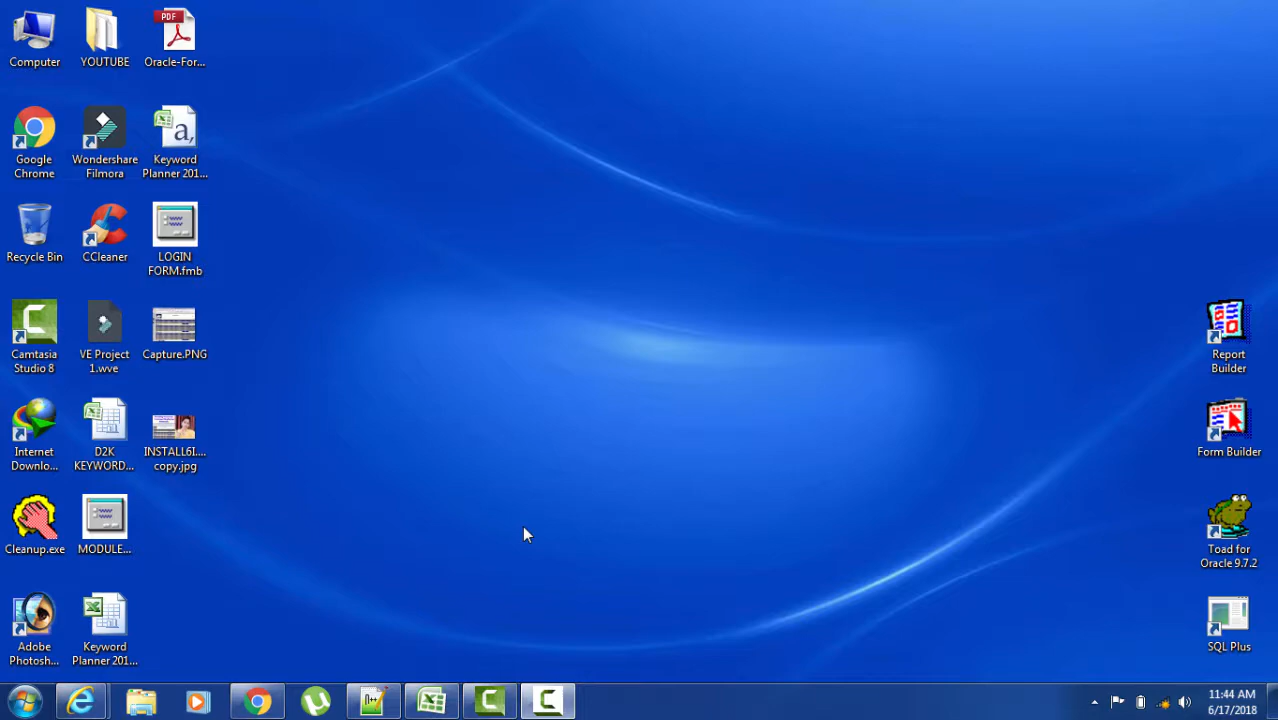 Computer
YOUTUBE
PDF
Oracle-For...
Google
Chrome
Wondershare
Filmora
a,
Keyword
Planner 201...
Recycle Bin
CCleaner
LOGIN
FORM.fmb
Camtasia
Studio 8
VE Project
1.wve
Capture.PNG
Internet
Downlo...
D2K
KEYWORD...
INSTALL6I....
copy.jpg
Cleanup.exe
MODULE...
Adobe
Photosh...
Keyword
Planner 201...
Report
Builder
Form Builder
Toad for
Oracle 9.7.2
SQL Plus
11:44 AM
6/17/2018